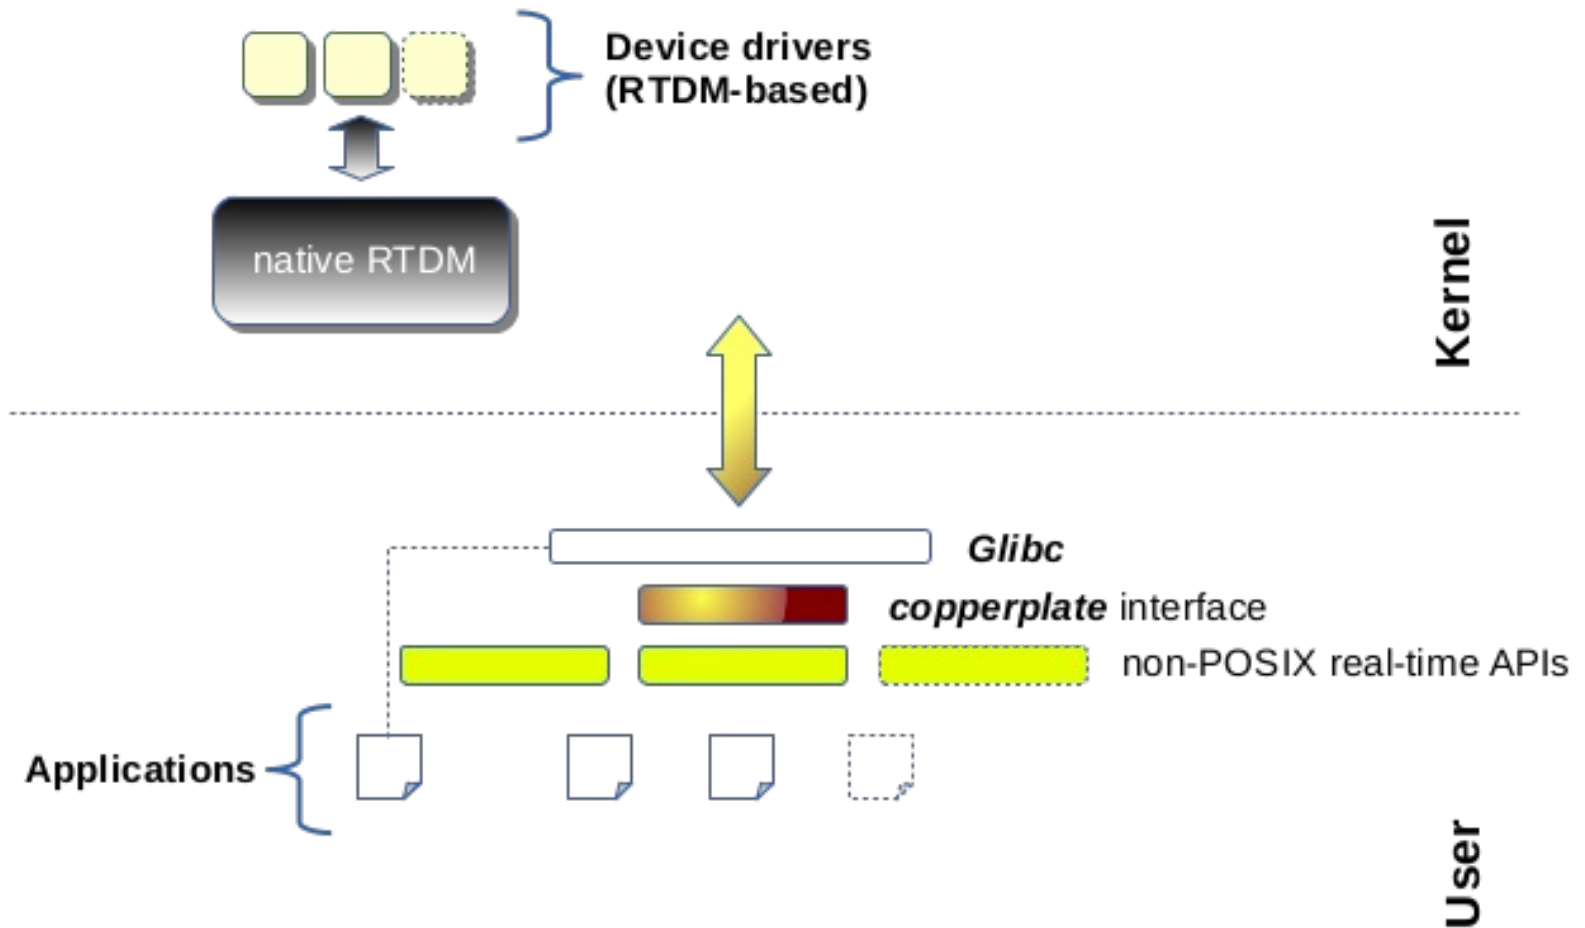 Device drivers
(RTDM-based)
native RTDM
Kernel
Glibc
copperplate interface
non-POSIX real-time APIs
Applications
User